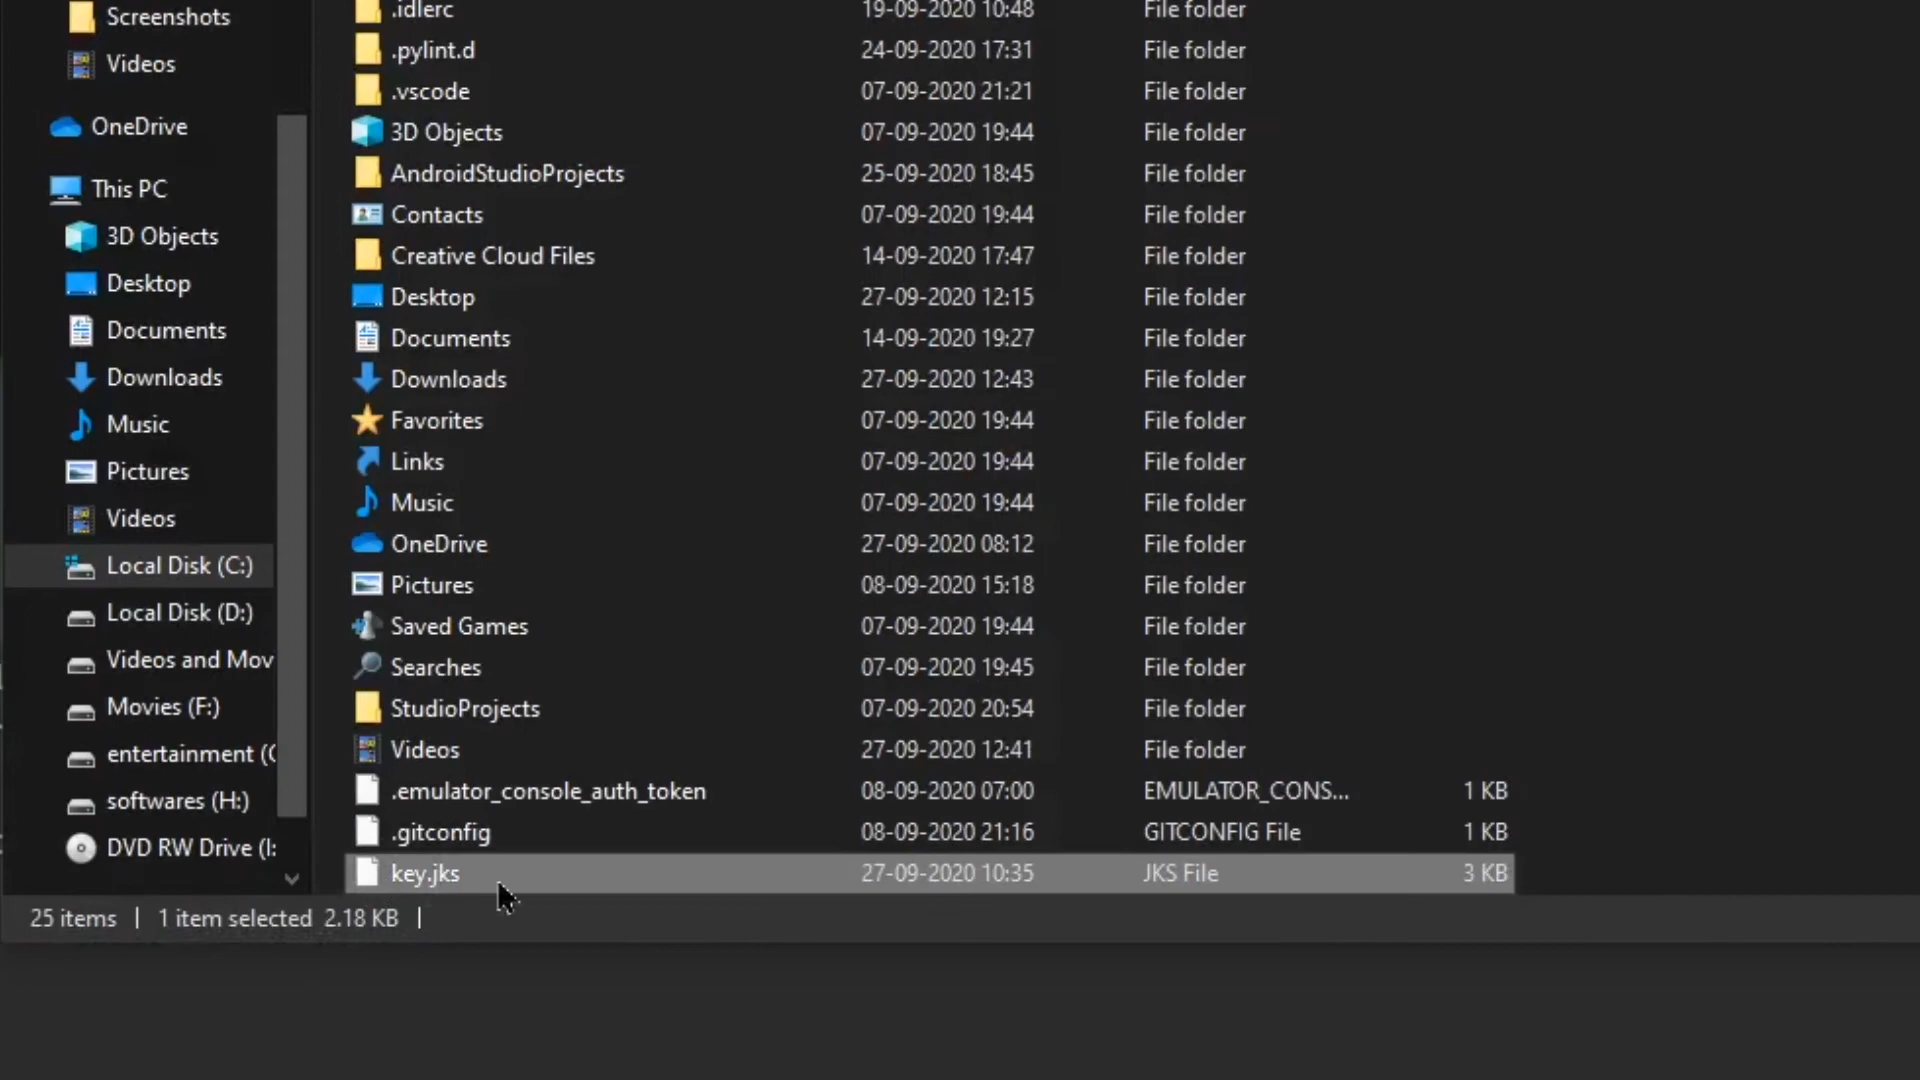 Screenshots
Videos
OneDrive
This PC
3D Objects
Desktop
Documents
Downloads
Music
Pictures
Videos
Local Disk (C:)
Local Disk (D:)
Videos and Mov
Movies (F:)
entertainment (G
softwares (H:)
DVD RW Drive (I:
.idlerc 19-09-2020 10:48 File folder
.pylint.d 24-09-2020 17:31 File folder
.vscode 07-09-2020 21:21 File folder
3D Objects 07-09-2020 19:44 File folder
AndroidStudioProjects 25-09-2020 18:45 File folder
Contacts 07-09-2020 19:44 File folder
Creative Cloud Files 14-09-2020 17:47 File folder
Desktop 27-09-2020 12:15 File folder
Documents 14-09-2020 19:27 File folder
Downloads 27-09-2020 12:43 File folder
Favorites 07-09-2020 19:44 File folder
Links 07-09-2020 19:44 File folder
Music 07-09-2020 19:44 File folder
OneDrive 27-09-2020 08:12 File folder
Pictures 08-09-2020 15:18 File folder
Saved Games 07-09-2020 19:44 File folder
Searches 07-09-2020 19:45 File folder
StudioProjects 07-09-2020 20:54 File folder
Videos 27-09-2020 12:41 File folder
.emulator_console_auth_token 08-09-2020 07:00 EMULATOR_CONS... 1 KB
.gitconfig 08-09-2020 21:16 GITCONFIG File 1 KB
key.jks 27-09-2020 10:35 JKS File 3 KB
25 items | 1 item selected 2.18 KB |